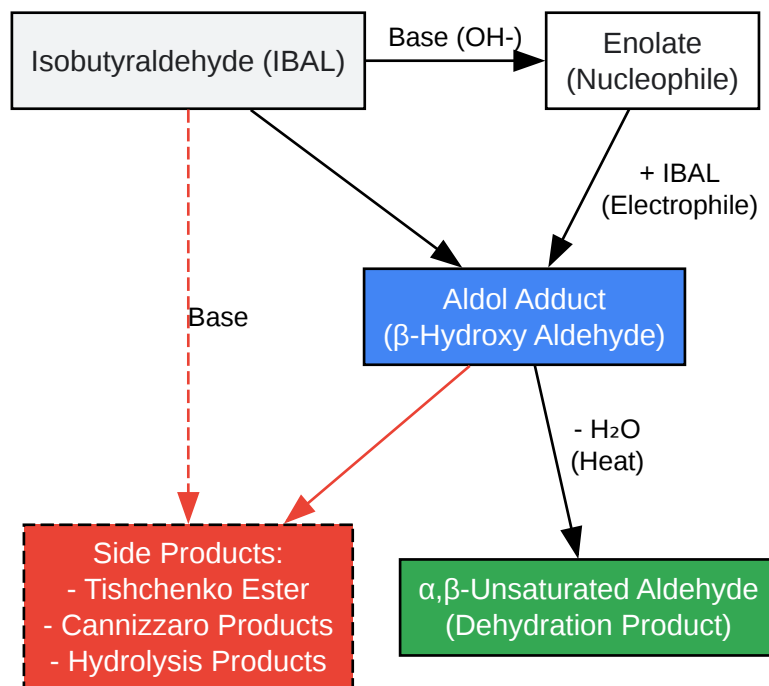 Isobutyraldehyde (IBAL)
Base (OH-)
Enolate
(Nucleophile)
+ IBAL
(Electrophile)
Base
Aldol Adduct
(β-Hydroxy Aldehyde)
- H₂O
(Heat)
Side Products:
- Tishchenko Ester
- Cannizzaro Products
- Hydrolysis Products
α,β-Unsaturated Aldehyde
(Dehydration Product)